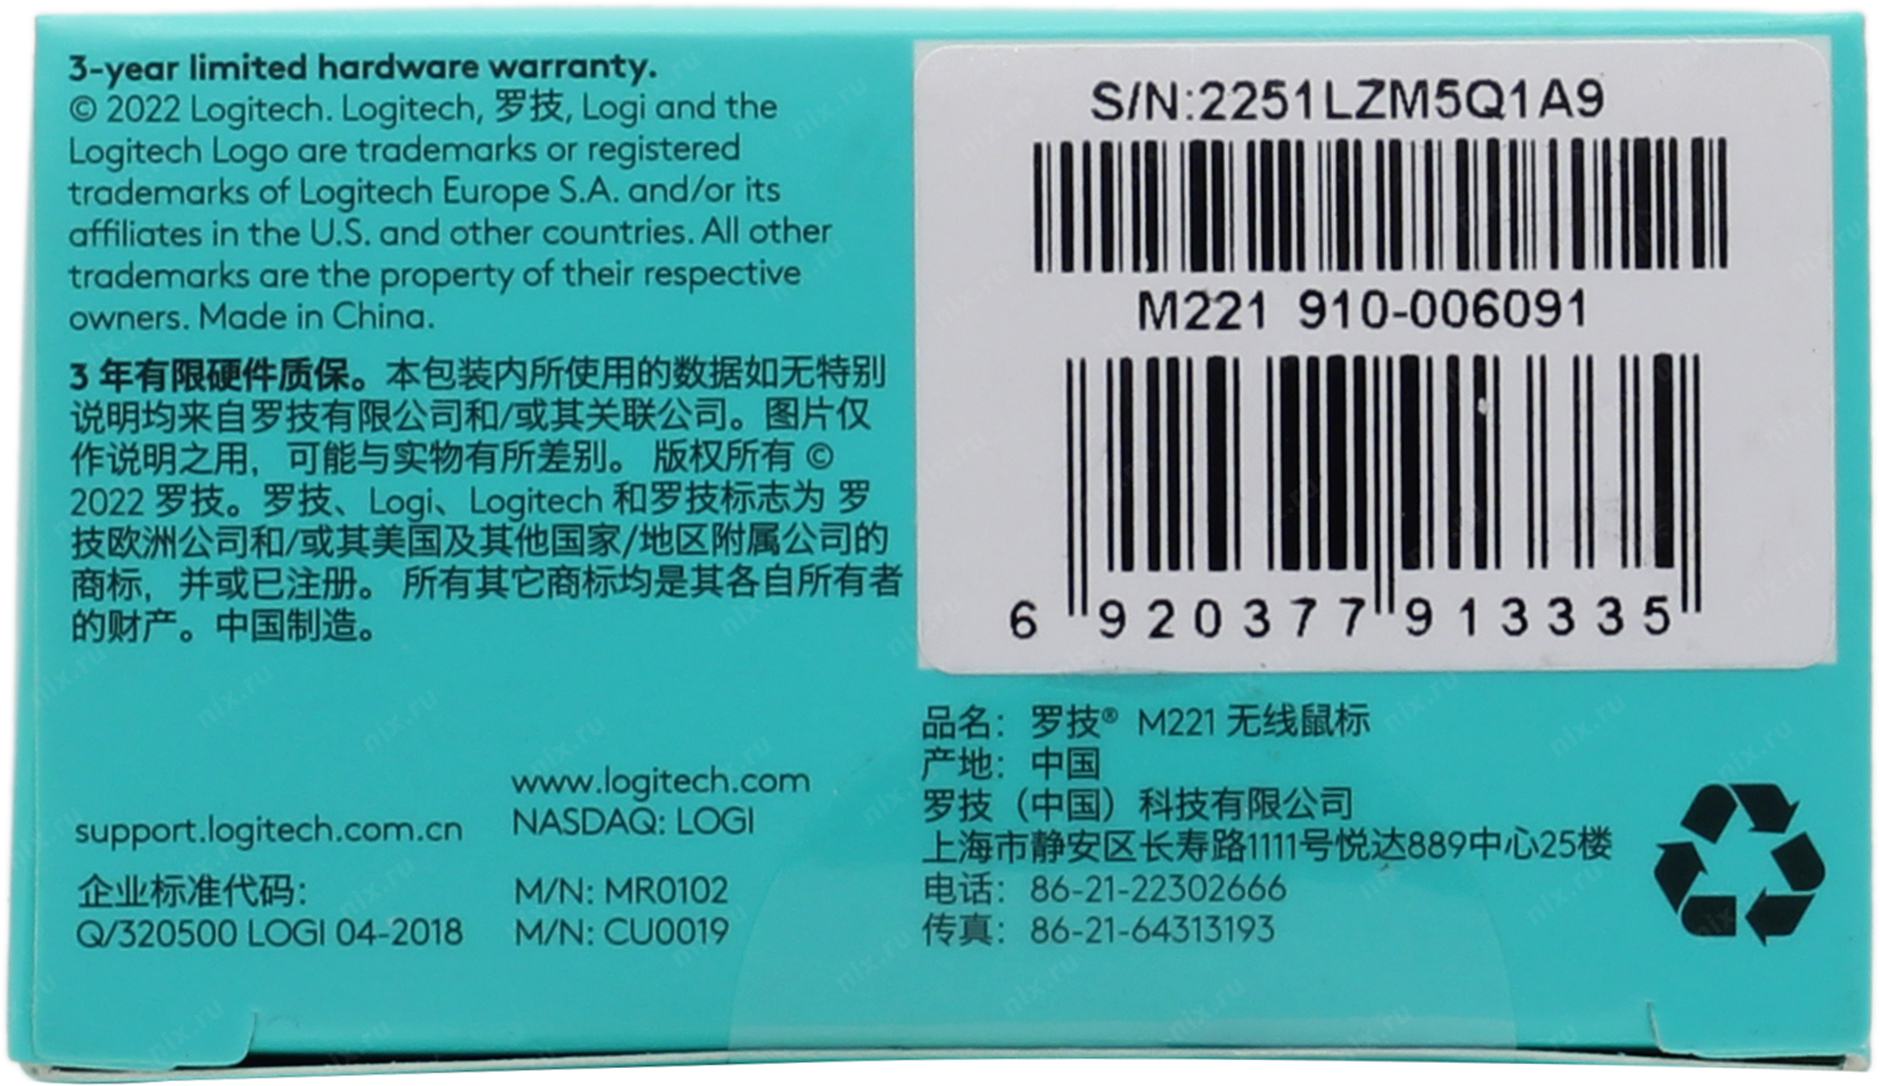 3-year limited hardware warranty.
© 2022 Logitech. Logitech, 罗技, Logi and the
Logitech Logo are trademarks or registered
trademarks of Logitech Europe S.A. and/or its
affiliates in the U.S. and other countries. All other
trademarks are the property of their respective
owners. Made in China.
3 年有限硬件质保。本包装内所使用的数据如无特别
说明均来自罗技有限公司和/或其关联公司。图片仅
作说明之用，可能与实物有所差别。 版权所有 ©
2022 罗技。罗技、Logi、Logitech 和罗技标志为 罗
技欧洲公司和/或其美国及其他国家/地区附属公司的
商标，并或已注册。 所有其它商标均是其各自所有者
的财产。中国制造。
support.logitech.com.cn
企业标准代码：
Q/320500 LOGI 04-2018
www.logitech.com
NASDAQ: LOGI
M/N: MR0102
M/N: CU0019
S/N:2251LZM5Q1A9
M221 910-006091
6 920377 913335
品名： 罗技® M221 无线鼠标
产地： 中国
罗技（中国）科技有限公司
上海市静安区长寿路1111号悦达889中心25楼
电话： 86-21-22302666
传真： 86-21-64313193
nix.ru